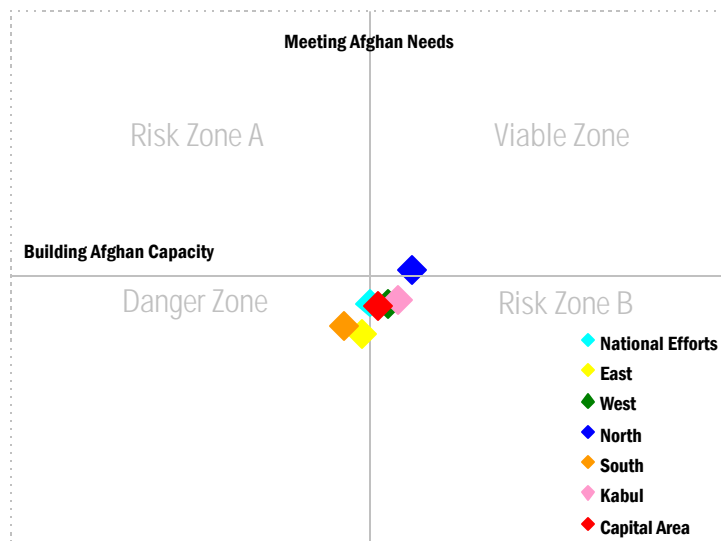 Meeting Afghan Needs
Risk Zone A
Viable Zone
Building Afghan Capacity
Danger Zone
Risk Zone B
National Efforts
East
West
North
South
Kabul
Capital Area